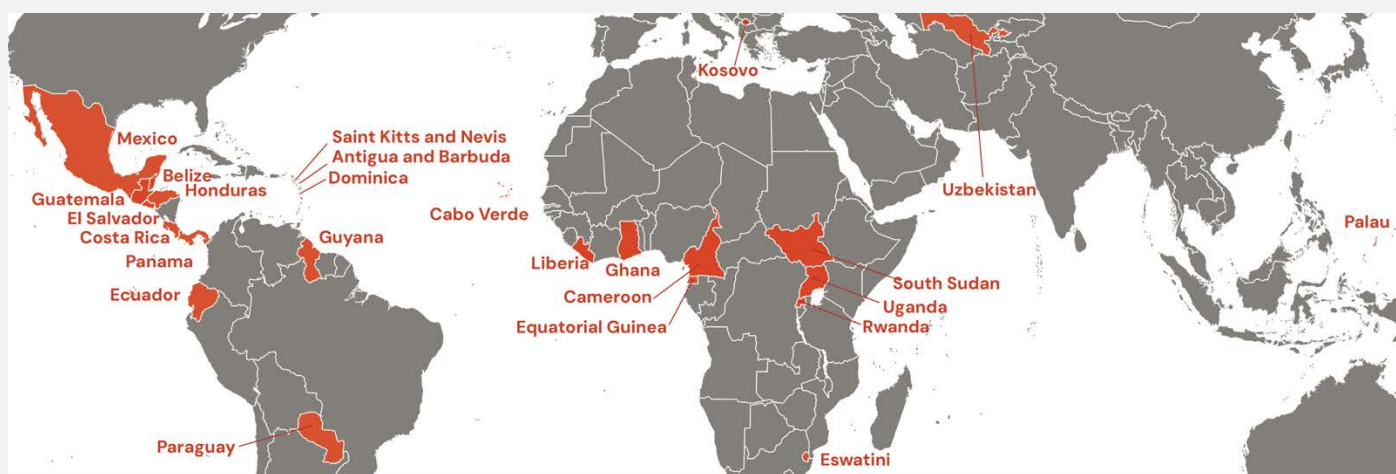 Kosovo
Mexico
Saint Kitts and Nevis
Antigua and Barbuda
Dominica
Belize
Honduras
Guatemala
El Salvador
Costa Rica
Panama
Cabo Verde
Uzbekistan
Palau
Guyana
Ecuador
Liberia
Ghana
Cameroon
Equatorial Guinea
South Sudan
Uganda
Rwanda
Paraguay
Eswatini